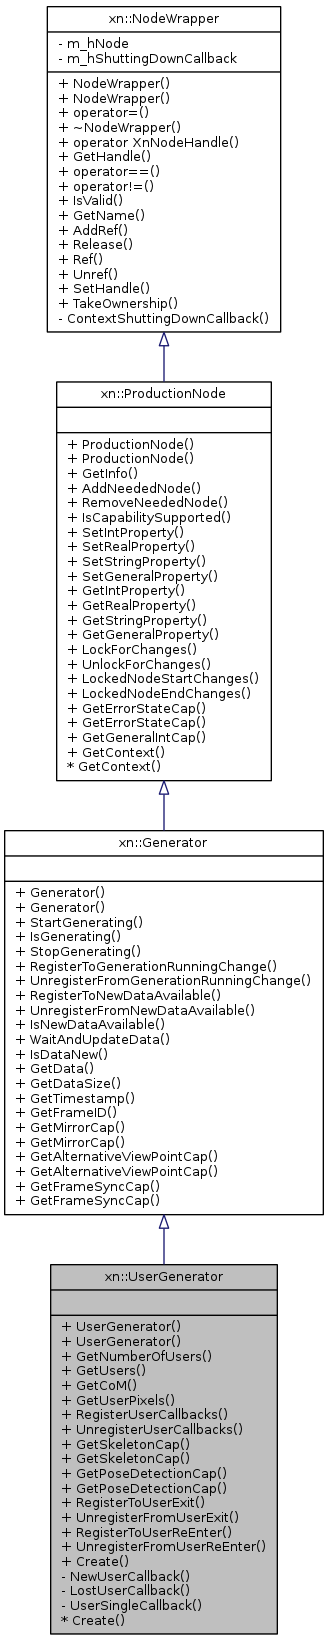 xn::NodeWrapper
- m_hNode
- m_hShuttingDownCallback
+ NodeWrapper()
+ NodeWrapper()
+ operator=()
+ ~NodeWrapper()
+ operator XnNodeHandle()
+ GetHandle()
+ operator==()
+ operator!=()
+ IsValid()
+ GetName()
+ AddRef()
+ Release()
+ Ref()
+ Unref()
+ SetHandle()
+ TakeOwnership()
- ContextShuttingDownCallback()
xn::ProductionNode
+ ProductionNode()
+ ProductionNode()
+ GetInfo()
+ AddNeededNode()
+ RemoveNeededNode()
+ IsCapabilitySupported()
+ SetIntProperty()
+ SetRealProperty()
+ SetStringProperty()
+ SetGeneralProperty()
+ GetIntProperty()
+ GetRealProperty()
+ GetStringProperty()
+ GetGeneralProperty()
+ LockForChanges()
+ UnlockForChanges()
+ LockedNodeStartChanges()
+ LockedNodeEndChanges()
+ GetErrorStateCap()
+ GetErrorStateCap()
+ GetGeneralIntCap()
+ GetContext()
* GetContext()
xn::Generator
+ Generator()
+ Generator()
+ StartGenerating()
+ IsGenerating()
+ StopGenerating()
+ RegisterToGenerationRunningChange()
+ UnregisterFromGenerationRunningChange()
+ RegisterToNewDataAvailable()
+ UnregisterFromNewDataAvailable()
+ IsNewDataAvailable()
+ WaitAndUpdateData()
+ IsDataNew()
+ GetData()
+ GetDataSize()
+ GetTimestamp()
+ GetFrameID()
+ GetMirrorCap()
+ GetMirrorCap()
+ GetAlternativeViewPointCap()
+ GetAlternativeViewPointCap()
+ GetFrameSyncCap()
+ GetFrameSyncCap()
xn::UserGenerator
+ UserGenerator()
+ UserGenerator()
+ GetNumberOfUsers()
+ GetUsers()
+ GetCoM()
+ GetUserPixels()
+ RegisterUserCallbacks()
+ UnregisterUserCallbacks()
+ GetSkeletonCap()
+ GetSkeletonCap()
+ GetPoseDetectionCap()
+ GetPoseDetectionCap()
+ RegisterToUserExit()
+ UnregisterFromUserExit()
+ RegisterToUserReEnter()
+ UnregisterFromUserReEnter()
+ Create()
- NewUserCallback()
- LostUserCallback()
- UserSingleCallback()
* Create()